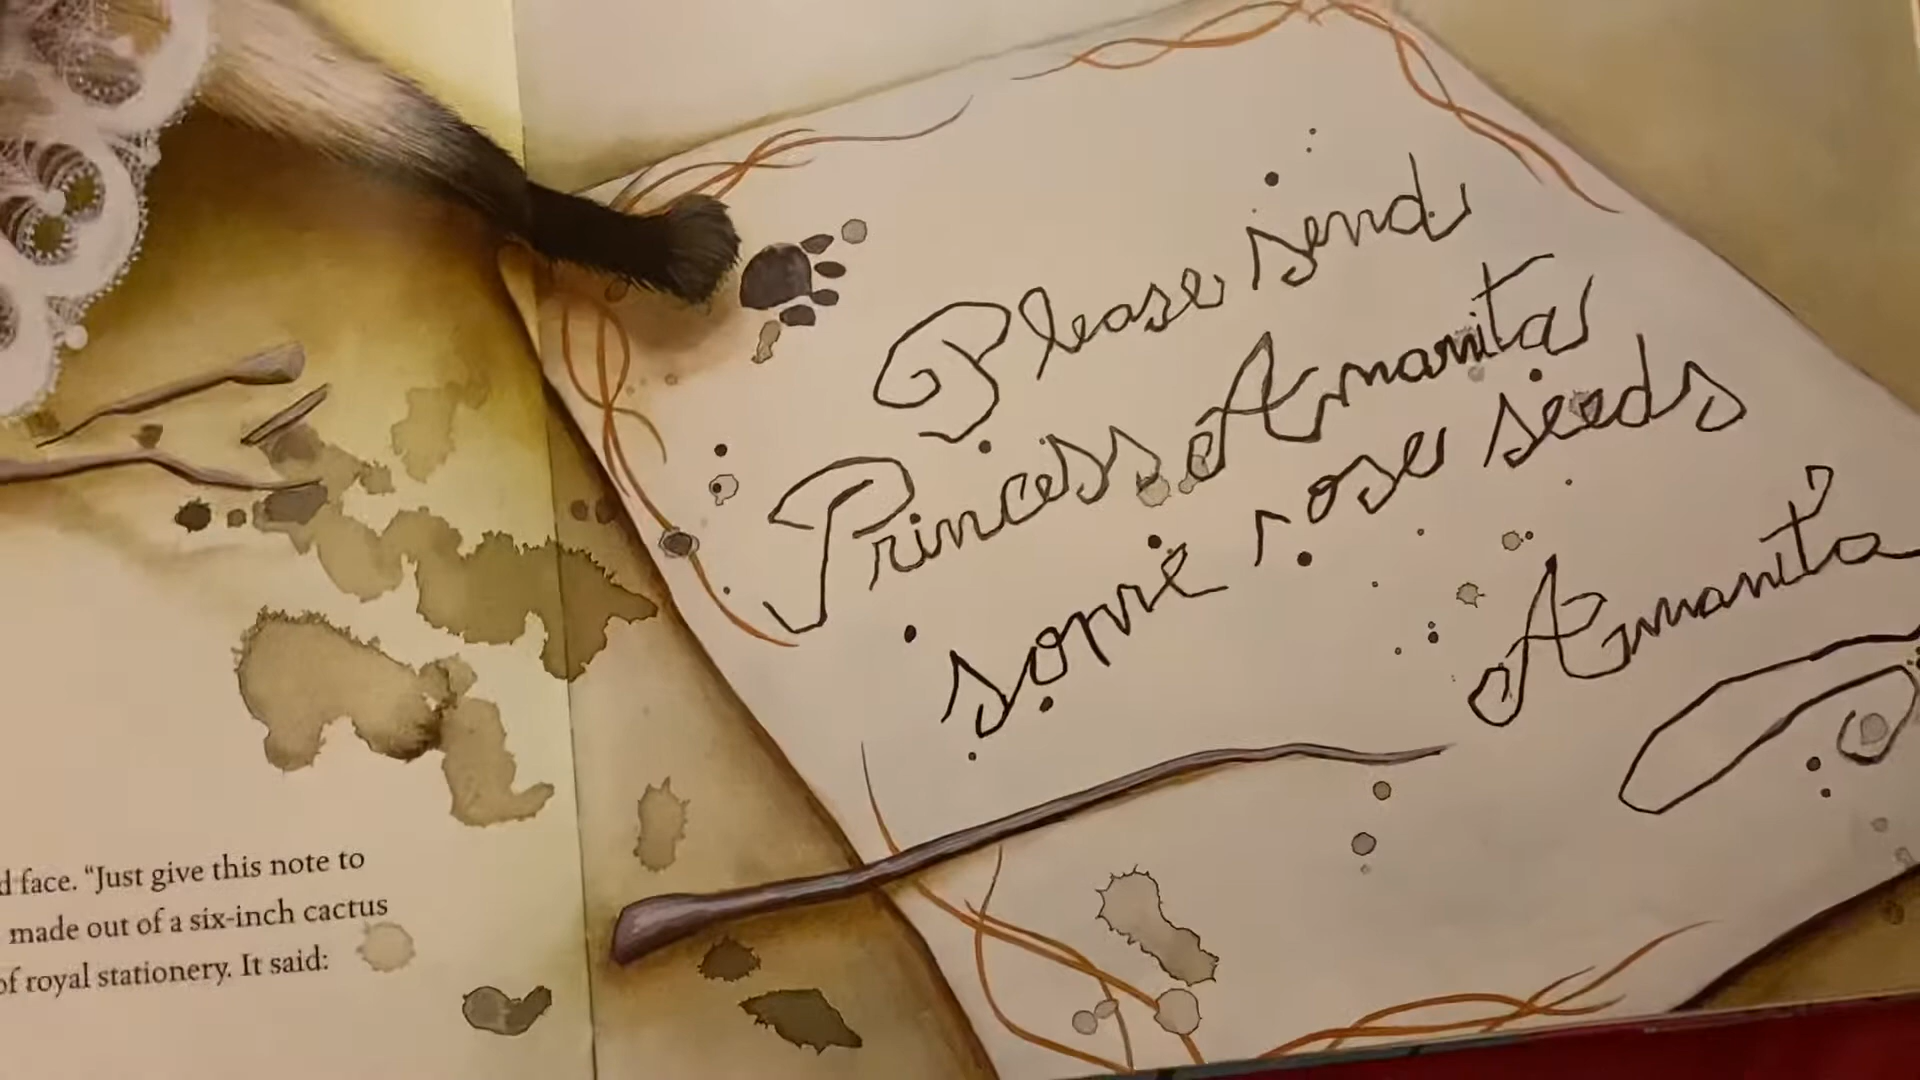 d face. “Just give this note to
made out of a six-inch cactus
of royal stationery. It said:
Please send
Princess Amanita
some rose seeds
Amanita